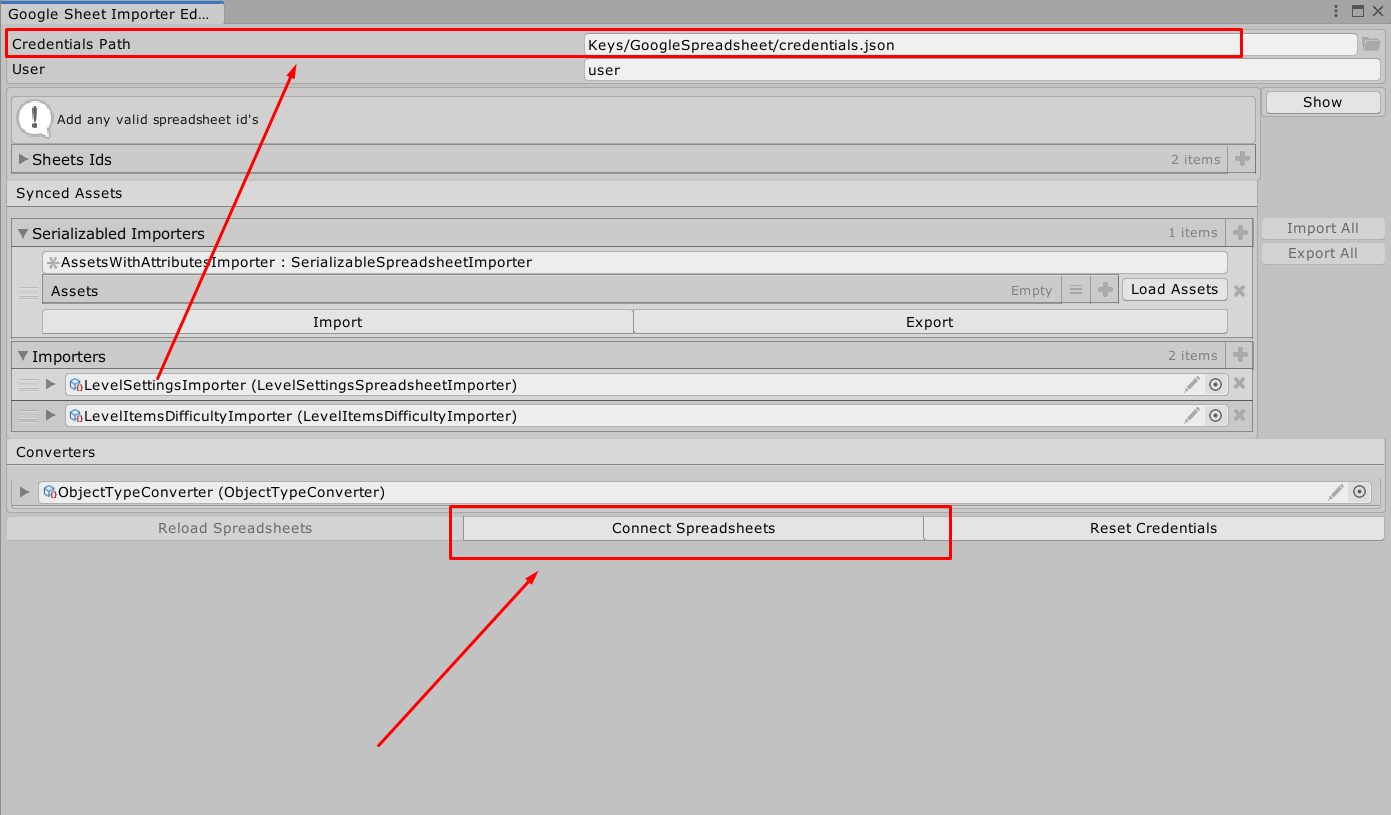 Google Sheet Importer Ed...
Credentials Path Keys/GoogleSpreadsheet/credentials.json
User user
Add any valid spreadsheet id's
Show
Sheets Ids 2 items
Synced Assets
Serializabled Importers 1 items
Import All
Export All
AssetsWithAttributesImporter : SerializableSpreadsheetImporter
Assets Empty Load Assets
Import Export
Importers 2 items
LevelSettingsImporter (LevelSettingsSpreadsheetImporter)
LevelItemsDifficultyImporter (LevelItemsDifficultyImporter)
Converters
ObjectTypeConverter (ObjectTypeConverter)
Reload Spreadsheets Connect Spreadsheets Reset Credentials